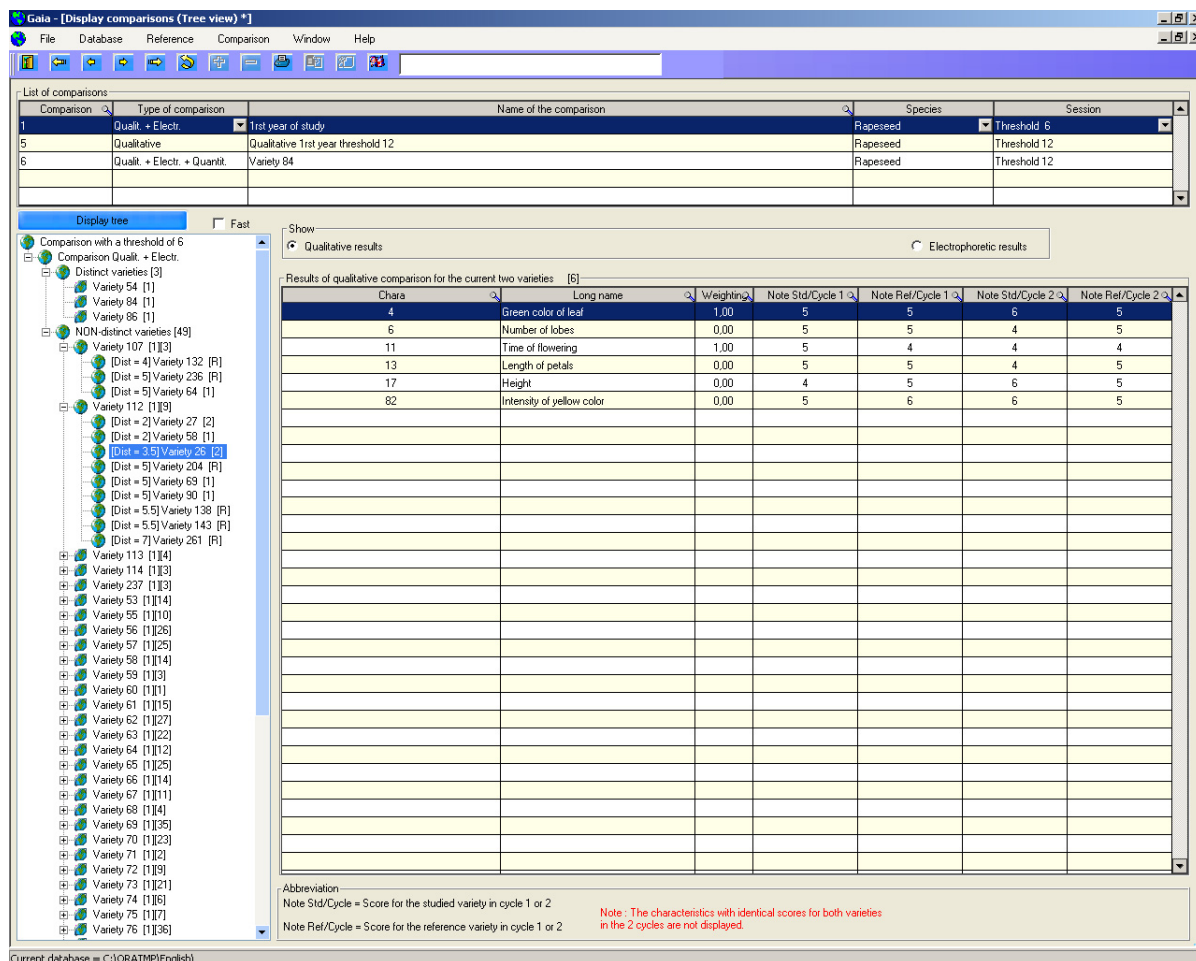 Gaia - [Display comparisons (Tree view) *]
File Database Reference Comparison Window Help
List of comparisons
Comparison Type of comparison Name of the comparison Species Session
1 Qualit. + Electr. 1rst year of study Rapeseed Threshold 6
5 Qualitative Qualitative 1rst year threshold 12 Rapeseed Threshold 12
6 Qualit. + Electr. + Quantit. Variety 84 Rapeseed Threshold 12
Display tree Fast
Comparison with a threshold of 6
Comparison Qualit. + Electr.
Distinct varieties [3]
Variety 54 [1]
Variety 84 [1]
Variety 86 [1]
NON-distinct varieties [49]
Variety 107 [1][3]
[Dist = 4] Variety 132 [R]
[Dist = 5] Variety 236 [R]
[Dist = 5] Variety 64 [1]
Variety 112 [1][9]
[Dist = 2] Variety 27 [2]
[Dist = 2] Variety 58 [1]
[Dist = 3.5] Variety 26 [2]
[Dist = 5] Variety 204 [R]
[Dist = 5] Variety 69 [1]
[Dist = 5] Variety 90 [1]
[Dist = 5.5] Variety 138 [R]
[Dist = 5.5] Variety 143 [R]
[Dist = 7] Variety 261 [R]
Variety 113 [1][4]
Variety 114 [1][3]
Variety 237 [1][3]
Variety 53 [1][14]
Variety 55 [1][10]
Variety 56 [1][26]
Variety 57 [1][25]
Variety 58 [1][14]
Variety 59 [1][3]
Variety 60 [1][1]
Variety 61 [1][15]
Variety 62 [1][27]
Variety 63 [1][22]
Variety 64 [1][12]
Variety 65 [1][25]
Variety 66 [1][14]
Variety 67 [1][11]
Variety 68 [1][4]
Variety 69 [1][35]
Variety 70 [1][23]
Variety 71 [1][2]
Variety 72 [1][9]
Variety 73 [1][21]
Variety 74 [1][6]
Variety 75 [1][7]
Variety 76 [1][36]
Show
Qualitative results Electrophoretic results
Results of qualitative comparison for the current two varieties [6]
Chara Long name Weighting Note Std/Cycle 1 Note Ref/Cycle 1 Note Std/Cycle 2 Note Ref/Cycle 2
4 Green color of leaf 1,00 5 5 6 5
6 Number of lobes 0,00 5 5 4 5
11 Time of flowering 1,00 5 4 4 4
13 Length of petals 0,00 5 5 4 5
17 Height 0,00 4 5 6 5
82 Intensity of yellow color 0,00 5 6 6 5
Abbreviation
Note Std/Cycle = Score for the studied variety in cycle 1 or 2
Note Ref/Cycle = Score for the reference variety in cycle 1 or 2
Note : The characteristics with identical scores for both varieties
in the 2 cycles are not displayed.
Current database = C:\ORATMP\English\